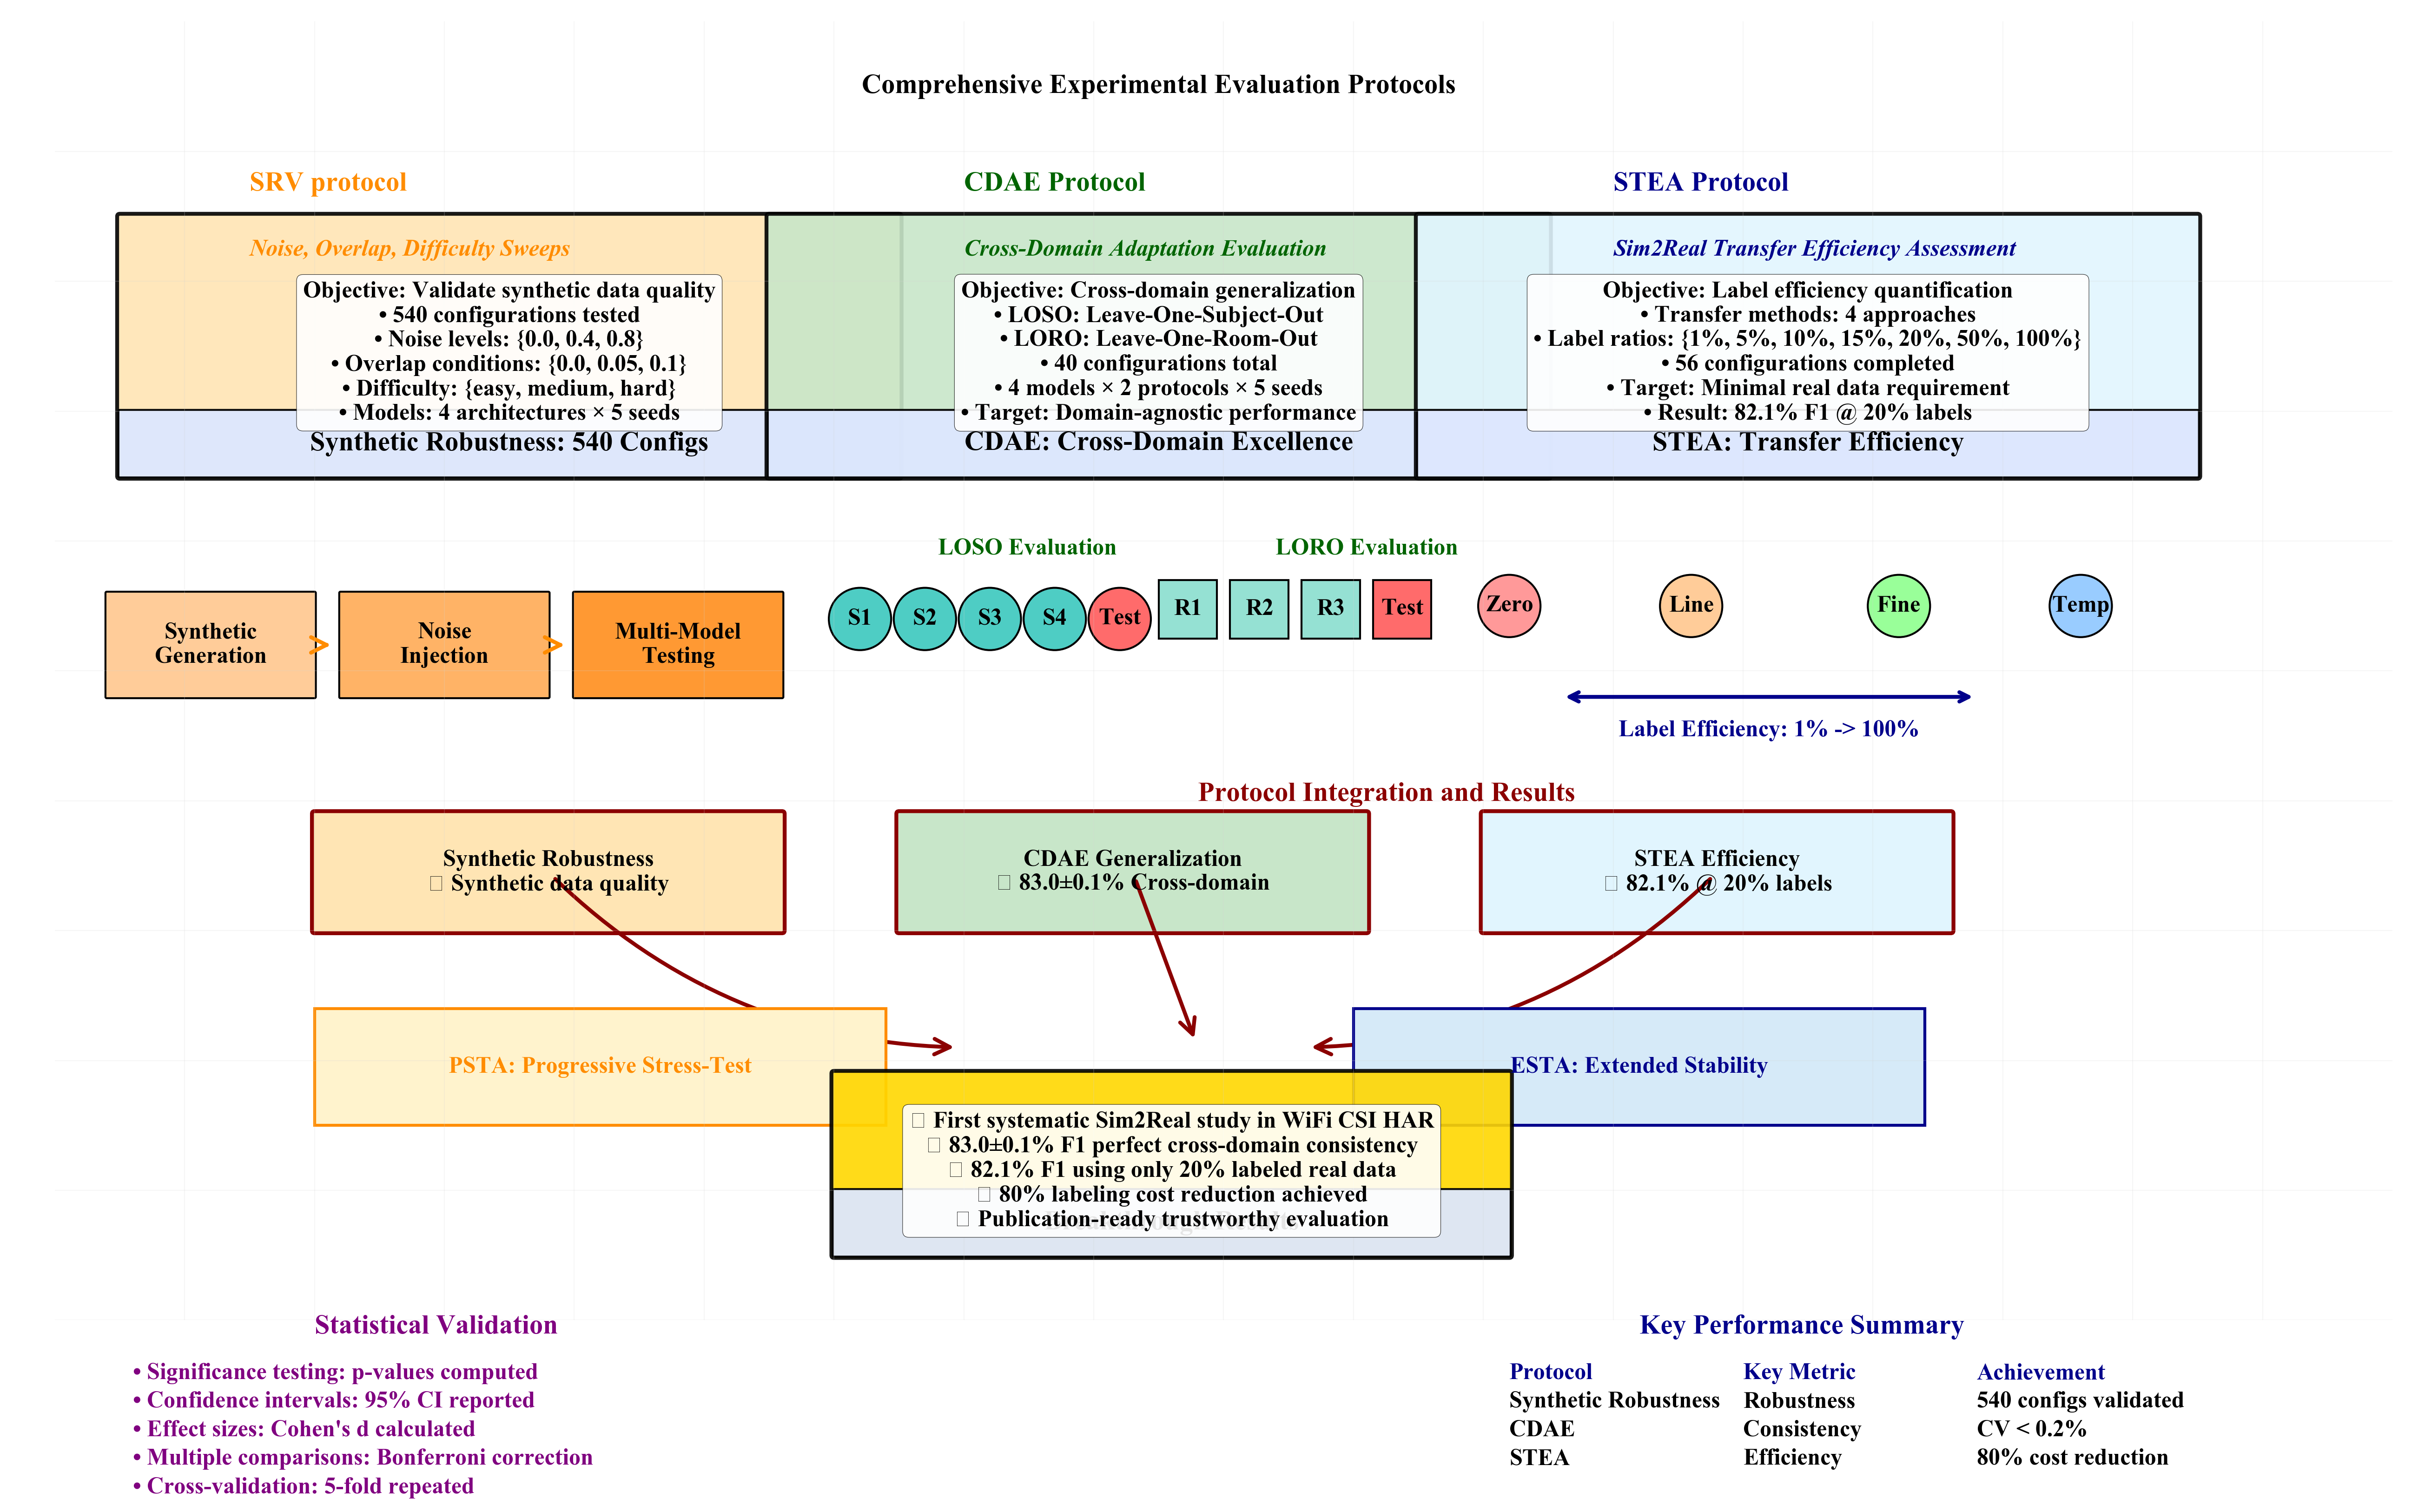 Comprehensive Experimental Evaluation Protocols
SRV protocol
Noise, Overlap, Difficulty Sweeps
Objective: Validate synthetic data quality
• 540 configurations tested
• Noise levels: {0.0, 0.4, 0.8}
• Overlap conditions: {0.0, 0.05, 0.1}
• Difficulty: {easy, medium, hard}
• Models: 4 architectures × 5 seeds
Synthetic Robustness: 540 Configs
CDAE Protocol
Cross-Domain Adaptation Evaluation
Objective: Cross-domain generalization
• LOSO: Leave-One-Subject-Out
• LORO: Leave-One-Room-Out
• 40 configurations total
• 4 models × 2 protocols × 5 seeds
• Target: Domain-agnostic performance
CDAE: Cross-Domain Excellence
STEA Protocol
Sim2Real Transfer Efficiency Assessment
Objective: Label efficiency quantification
• Transfer methods: 4 approaches
• Label ratios: {1%, 5%, 10%, 15%, 20%, 50%, 100%}
• 56 configurations completed
• Target: Minimal real data requirement
• Result: 82.1% F1 @ 20% labels
STEA: Transfer Efficiency
Synthetic
Generation
Noise
Injection
Multi-Model
Testing
LOSO Evaluation
S1 S2 S3 S4 Test
LORO Evaluation
R1 R2 R3 Test
Zero Line Fine Temp
Label Efficiency: 1% -> 100%
Protocol Integration and Results
Synthetic Robustness
Synthetic data quality
CDAE Generalization
83.0±0.1% Cross-domain
STEA Efficiency
82.1% @ 20% labels
PSTA: Progressive Stress-Test
ESTA: Extended Stability
First systematic Sim2Real study in WiFi CSI HAR
83.0±0.1% F1 perfect cross-domain consistency
82.1% F1 using only 20% labeled real data
80% labeling cost reduction achieved
Publication-ready trustworthy evaluation
Statistical Validation
• Significance testing: p-values computed
• Confidence intervals: 95% CI reported
• Effect sizes: Cohen's d calculated
• Multiple comparisons: Bonferroni correction
• Cross-validation: 5-fold repeated
Key Performance Summary
Protocol Key Metric Achievement
Synthetic Robustness Robustness 540 configs validated
CDAE Consistency CV < 0.2%
STEA Efficiency 80% cost reduction